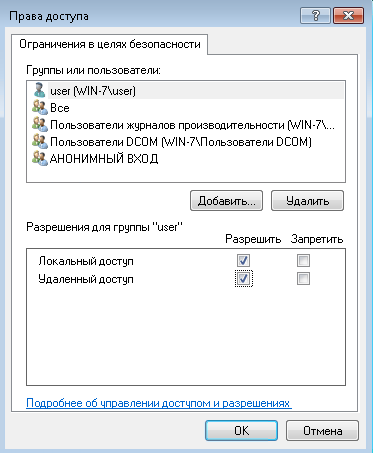 Права доступа
Ограничения в целях безопасности
Группы или пользователи:
user (WIN-7\user)
Все
Пользователи журналов производительности (WIN-7\...
Пользователи DCOM (WIN-7\Пользователи DCOM)
АНОНИМНЫЙ ВХОД
Добавить... Удалить
Разрешения для группы "user"
Разрешить Запретить
Локальный доступ
Удаленный доступ
Подробнее об управлении доступом и разрешениях
OK Отмена